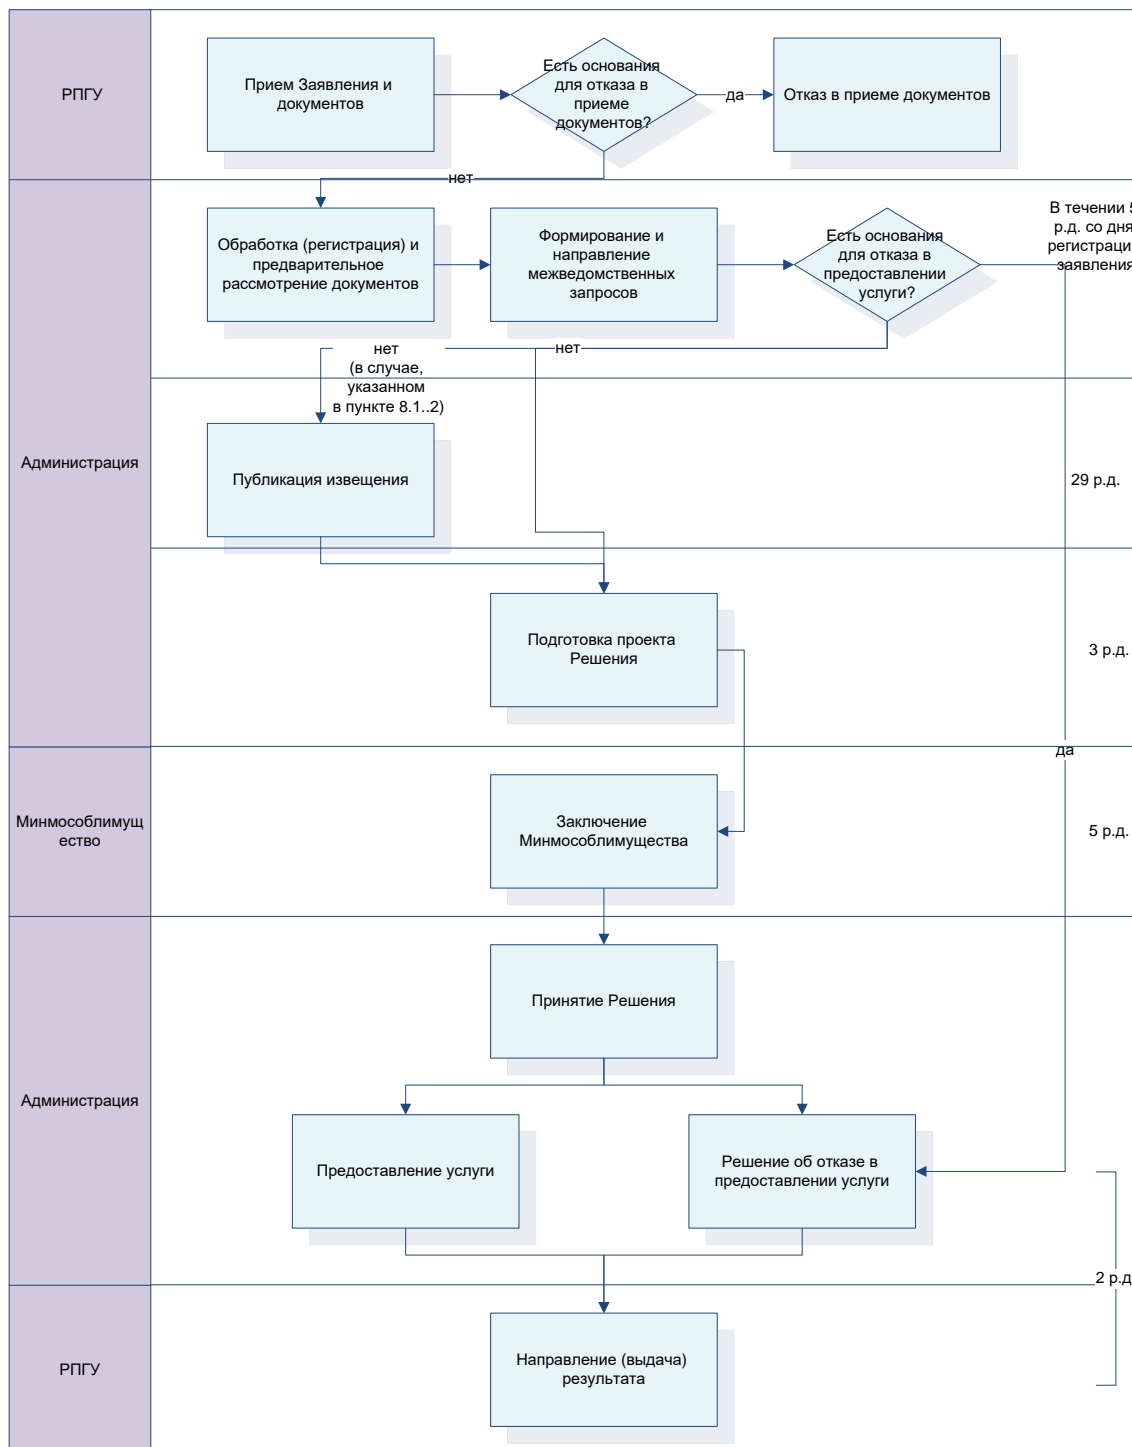 РПГУ
Прием Заявления и
документов
Есть основания
для отказа в
приеме
документов?
да
Отказ в приеме документов
нет
Администрация
Обработка (регистрация) и
предварительное
рассмотрение документов
Формирование и
направление
межведомственных
запросов
Есть основания
для отказа в
предоставлении
услуги?
В течении 5
р.д. со дня
регистраци
заявления
нет
(в случае,
указанном
в пункте 8.1..2)
нет
Публикация извещения
29 р.д.
Подготовка проекта
Решения
3 р.д.
да
Минмособлимущ
ество
Заключение
Минмособлимущества
5 р.д.
Администрация
Принятие Решения
Предоставление услуги
Решение об отказе в
предоставлении услуги
2 р.д
РПГУ
Направление (выдача)
результата